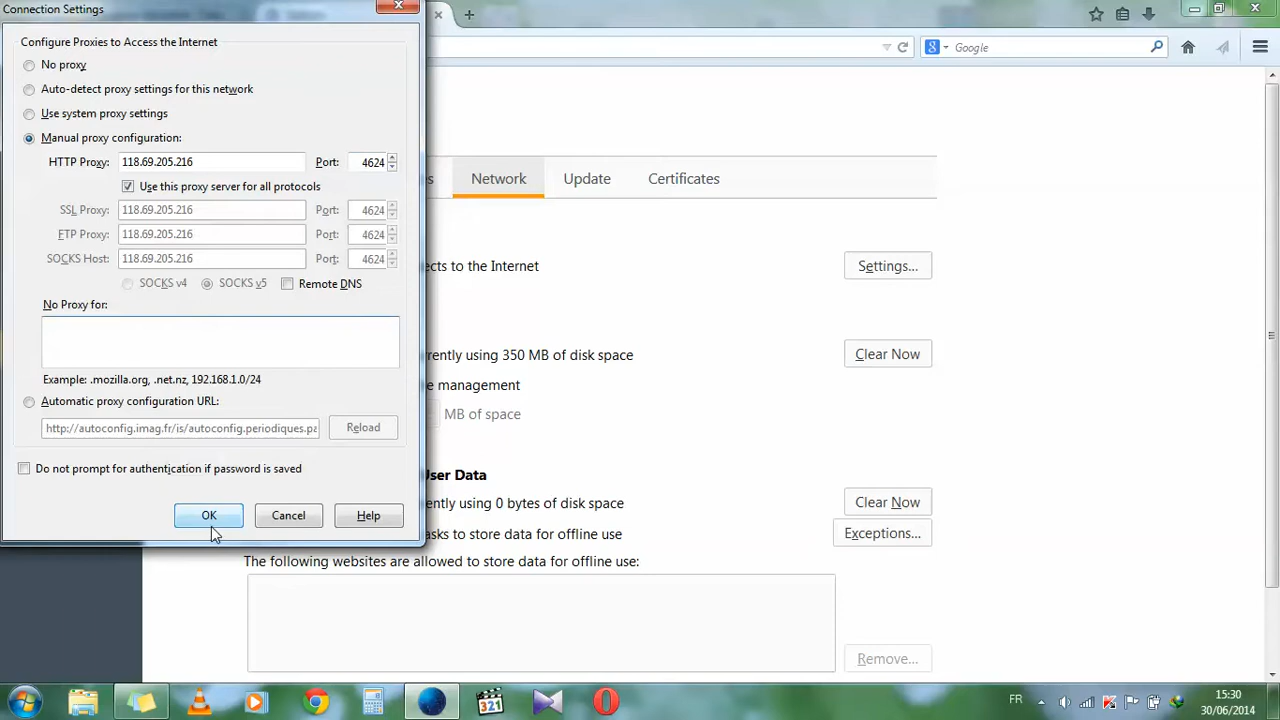 Connection Settings
Configure Proxies to Access the Internet
No proxy
Auto-detect proxy settings for this network
Use system proxy settings
Manual proxy configuration:
HTTP Proxy: 118.69.205.216 Port: 4624
Use this proxy server for all protocols
SSL Proxy: 118.69.205.216 Port: 4624
FTP Proxy: 118.69.205.216 Port: 4624
SOCKS Host: 118.69.205.216 Port: 4624
SOCKS v4 SOCKS v5 Remote DNS
No Proxy for:
Example: .mozilla.org, .net.nz, 192.168.1.0/24
Automatic proxy configuration URL:
http://autoconfig.imag.fr/is/autoconfig.periodiques.pa Reload
Do not prompt for authentication if password is saved
OK Cancel Help
Google
Network Update Certificates
to the Internet Settings...
using 350 MB of disk space Clear Now
management
MB of space
User Data
using 0 bytes of disk space Clear Now
to store data for offline use Exceptions...
The following websites are allowed to store data for offline use:
Remove...
321
FR
15:30
30/06/2014